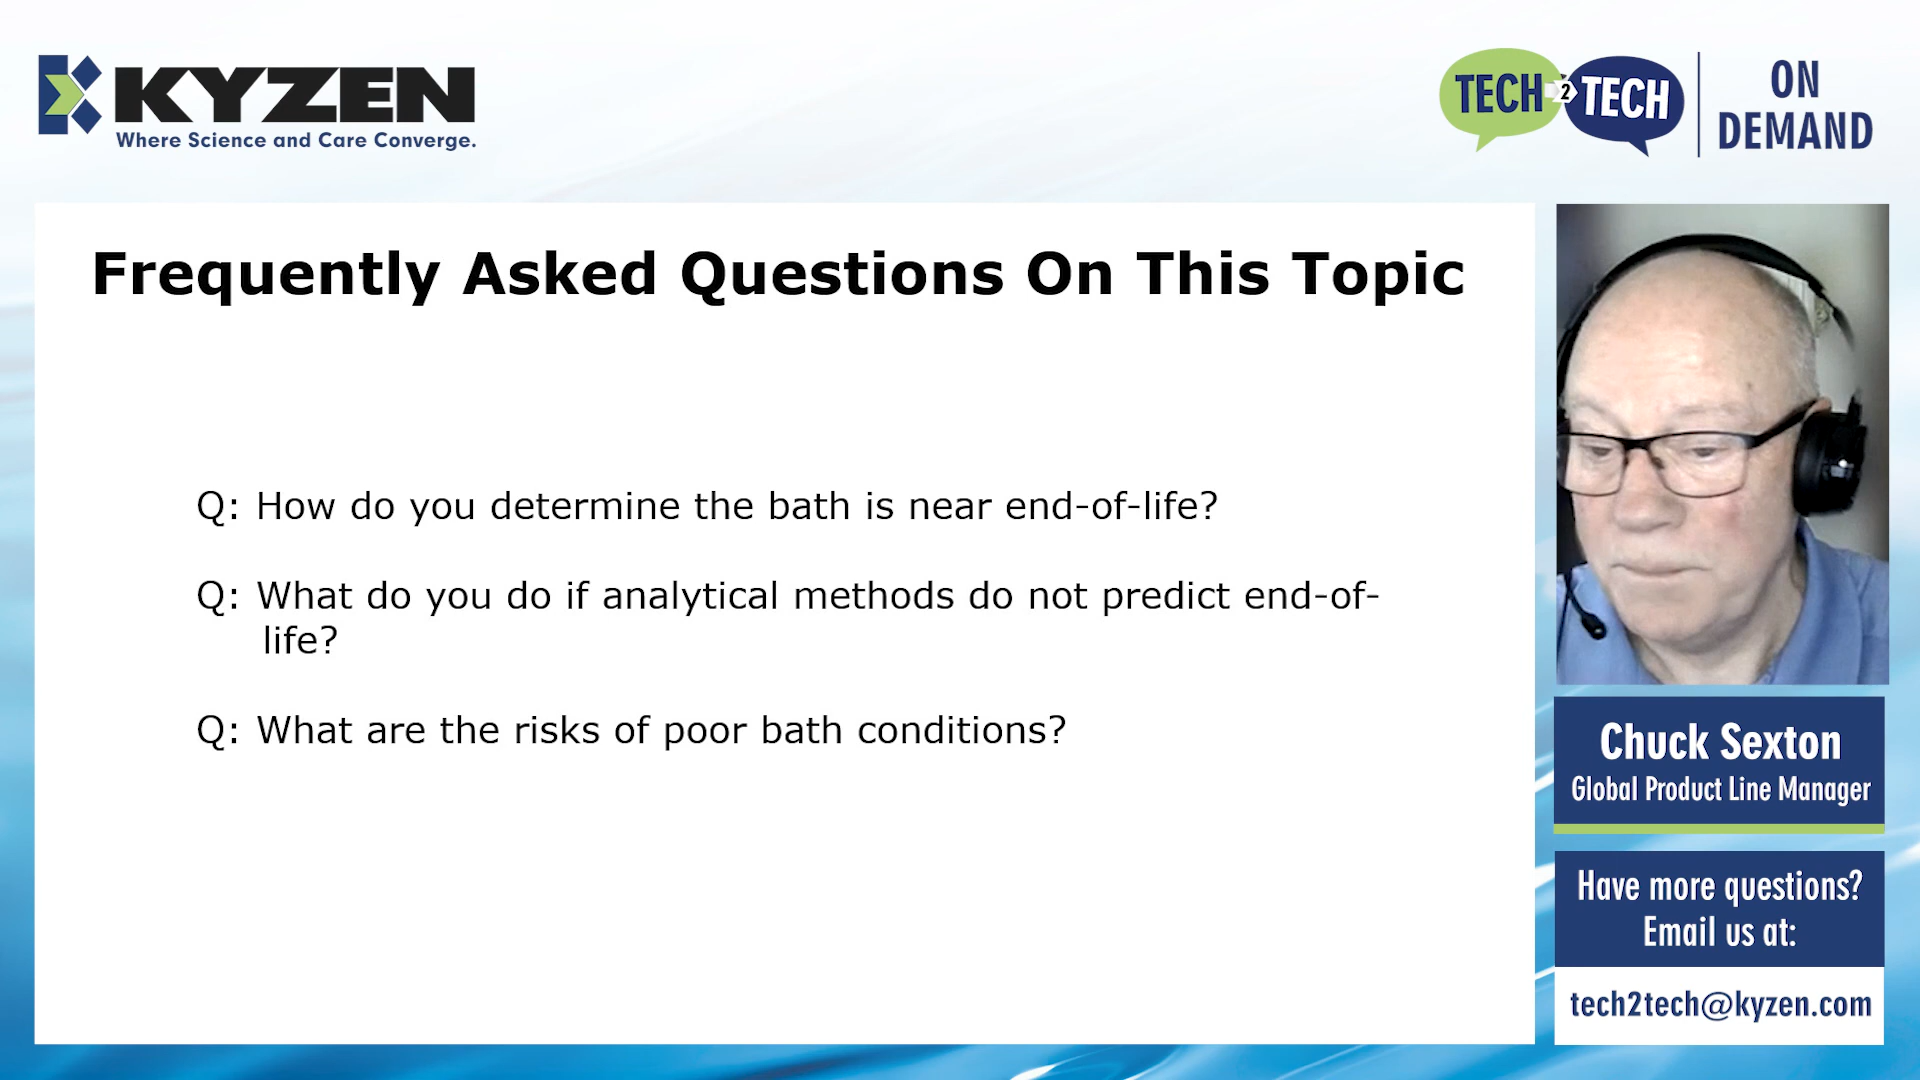 KYZEN
Where Science and Care Converge.
TECH 2 TECH
ON
DEMAND
Frequently Asked Questions On This Topic
Q: How do you determine the bath is near end-of-life?
Q: What do you do if analytical methods do not predict end-of-
life?
Q: What are the risks of poor bath conditions?
Chuck Sexton
Global Product Line Manager
Have more questions?
Email us at:
tech2tech@kyzen.com